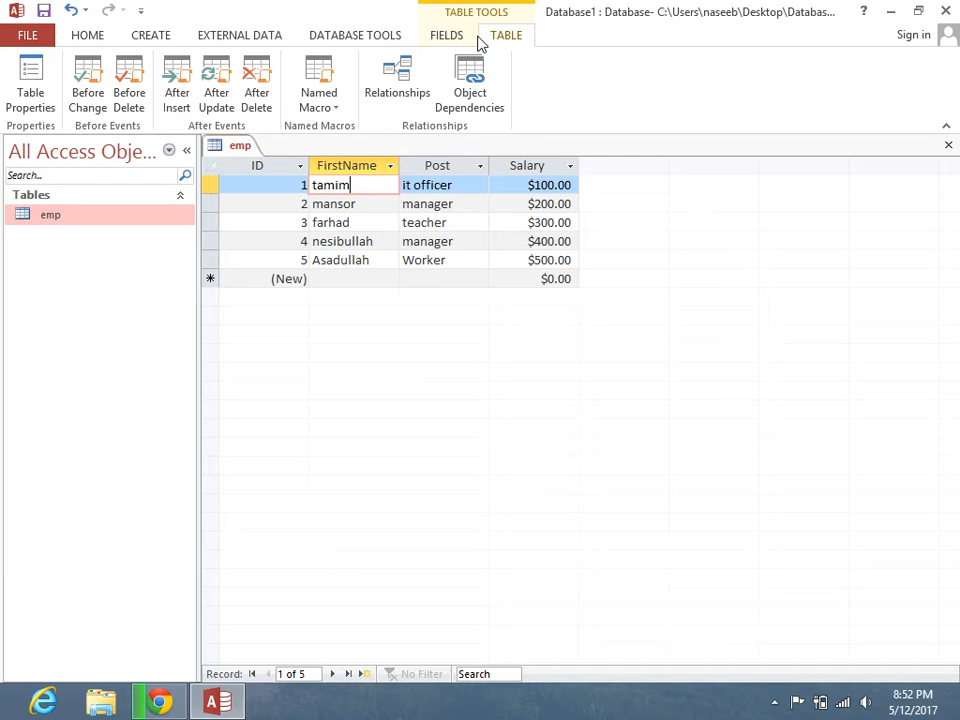 TABLE TOOLS
Database1 : Database- C:\Users\naseeb\Desktop\Databas...
FILE HOME CREATE EXTERNAL DATA DATABASE TOOLS FIELDS TABLE Sign in
Table Properties
Before Change
Before Delete
After Insert
After Update
After Delete
Named Macro
Relationships
Object Dependencies
Properties Before Events After Events Named Macros Relationships
All Access Obje...
Search...
Tables
emp
emp
ID FirstName Post Salary
1 tamim it officer $100.00
2 mansor manager $200.00
3 farhad teacher $300.00
4 nesibullah manager $400.00
5 Asadullah Worker $500.00
(New) $0.00
Record: 1 of 5 No Filter Search
8:52 PM
5/12/2017